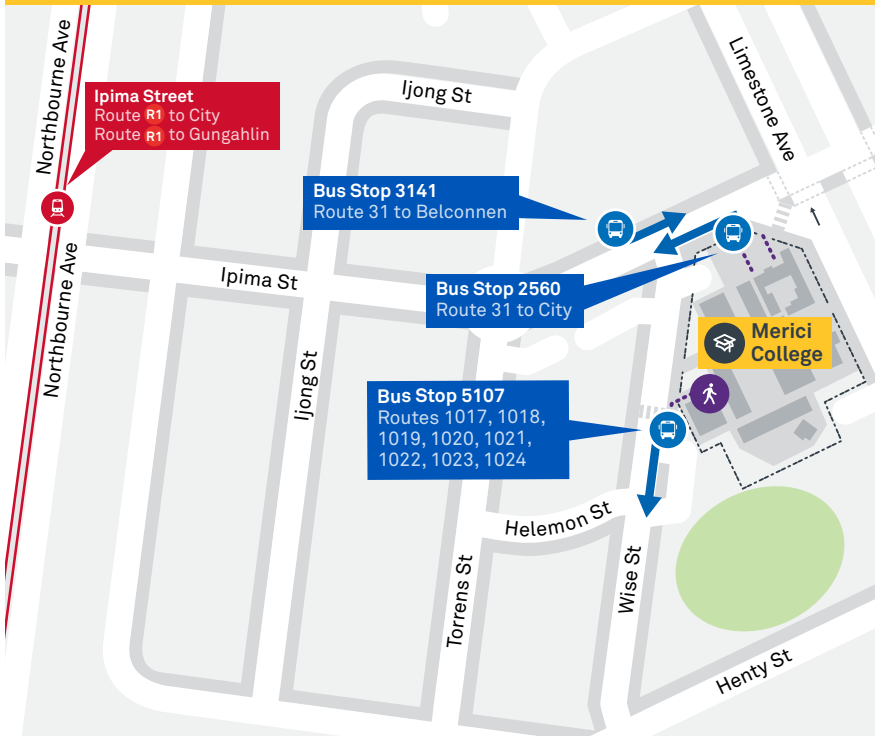 Northbourne Ave
Ipima Street
Route R1 to City
Route R1 to Gungahlin
Ijong St
Limestone Ave
Bus Stop 3141
Route 31 to Belconnen
Northbourne Ave
Ipima St
Bus Stop 2560
Route 31 to City
Merici
College
Ijong St
Bus Stop 5107
Routes 1017, 1018,
1019, 1020, 1021,
1022, 1023, 1024
Helemon St
Torrens St
Wise St
Henty St